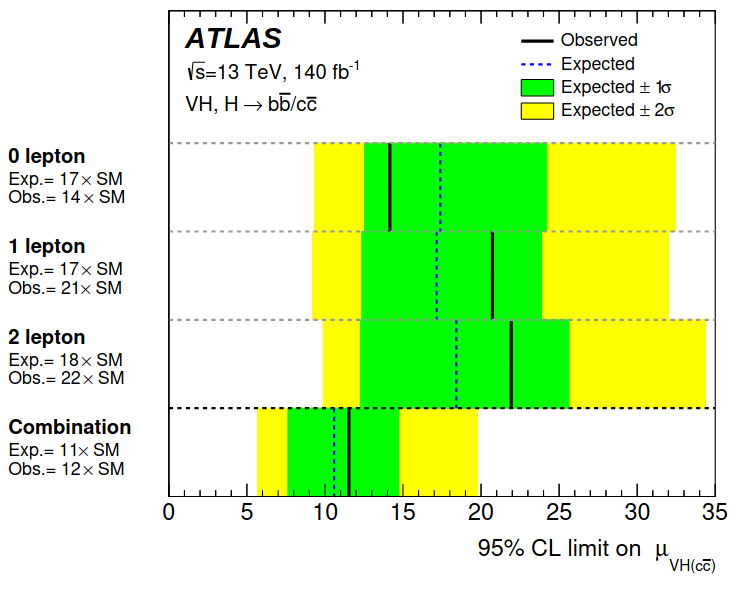 ATLAS
√s=13 TeV, 140 fb⁻¹
VH, H → bb̅/cc̅
Observed
Expected
Expected ± 1σ
Expected ± 2σ
0 lepton
Exp.= 17× SM
Obs.= 14× SM
1 lepton
Exp.= 17× SM
Obs.= 21× SM
2 lepton
Exp.= 18× SM
Obs.= 22× SM
Combination
Exp.= 11× SM
Obs.= 12× SM
0 5 10 15 20 25 30 35
95% CL limit on μ VH(cc̅)